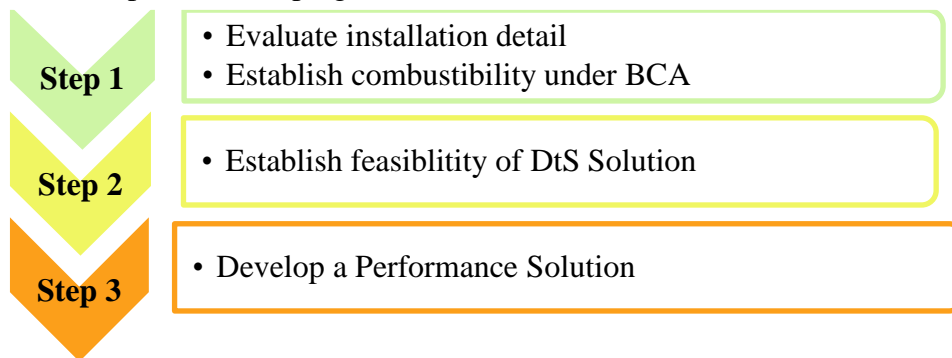 Step 1
• Evaluate installation detail
• Establish combustibility under BCA
Step 2
• Establish feasiblitity of DtS Solution
Step 3
• Develop a Performance Solution